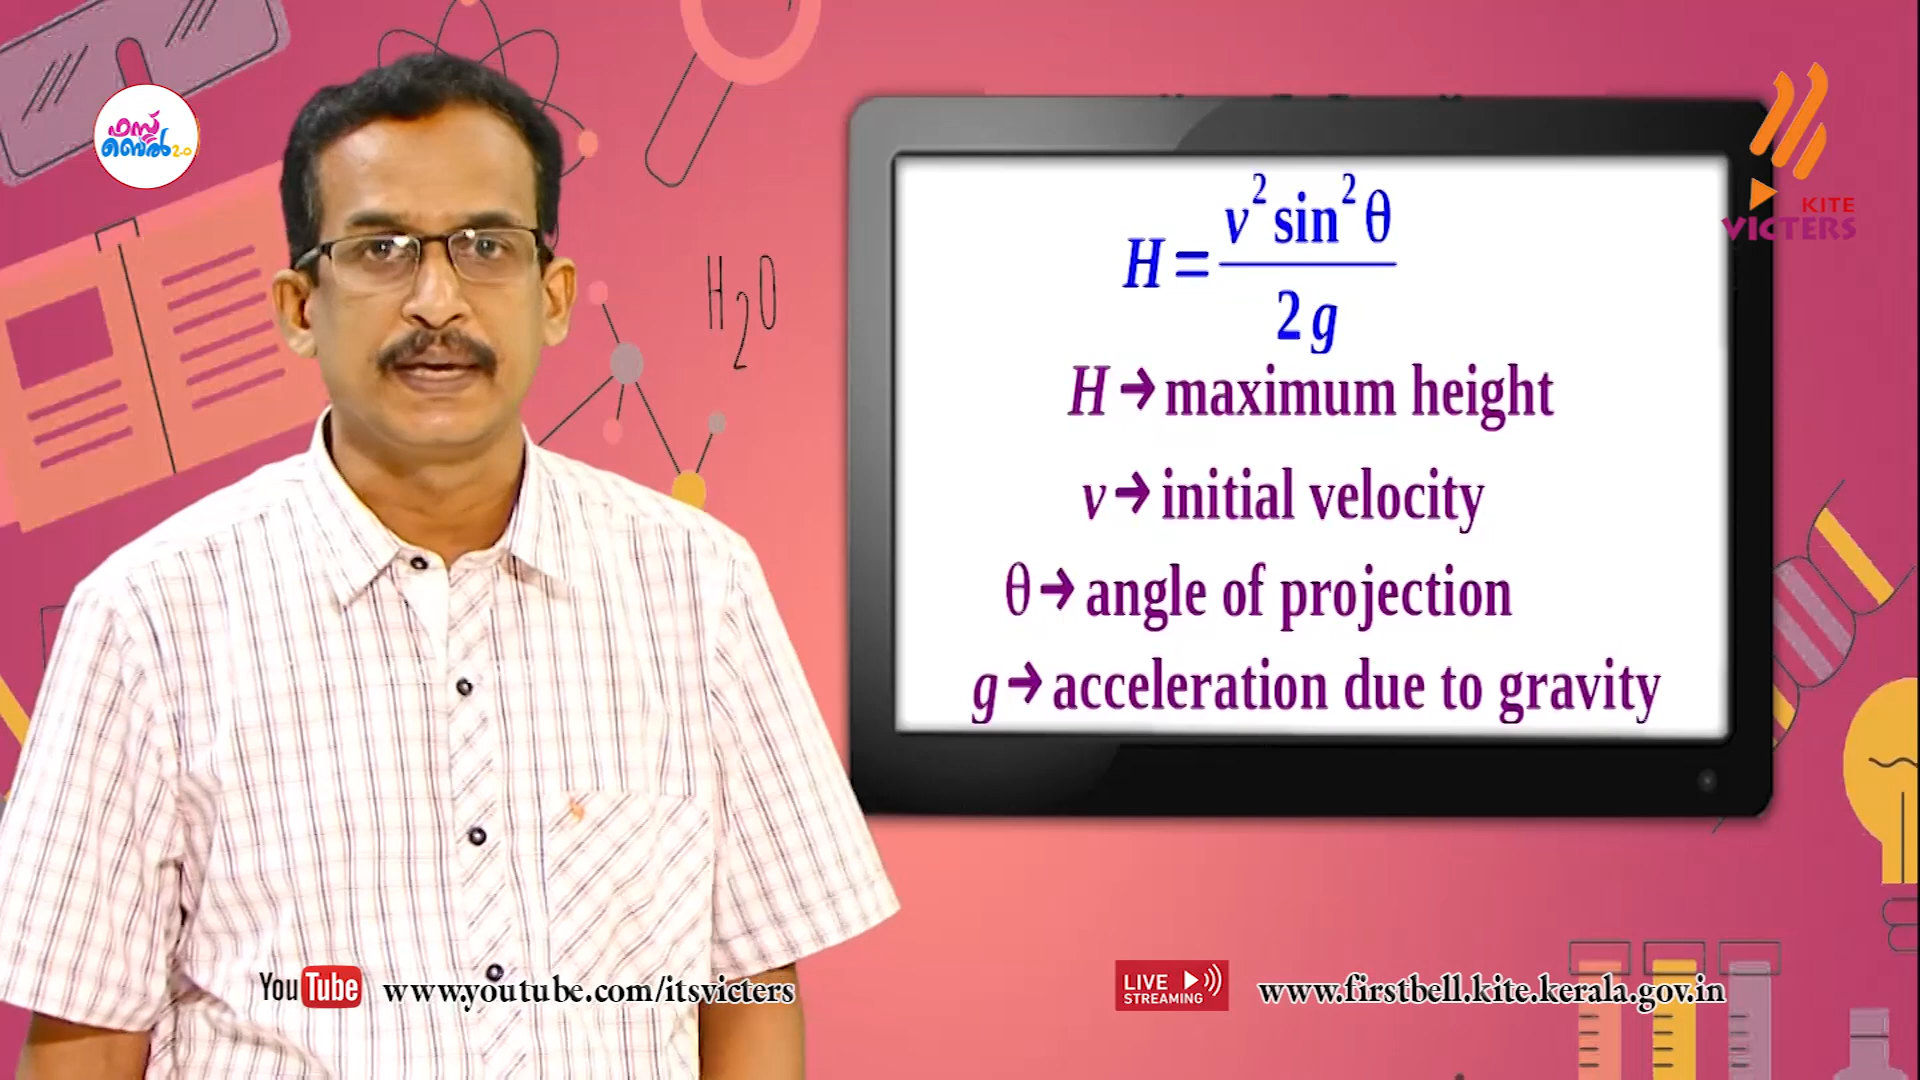 ഫസ്റ്റ്
ബെൽ 2.0
H₂O
KITE
VICTERS
H = v² sin² θ / 2 g
H → maximum height
v → initial velocity
θ → angle of projection
g → acceleration due to gravity
YouTube www.youtube.com/itsvicters
LIVE STREAMING www.firstbell.kite.kerala.gov.in